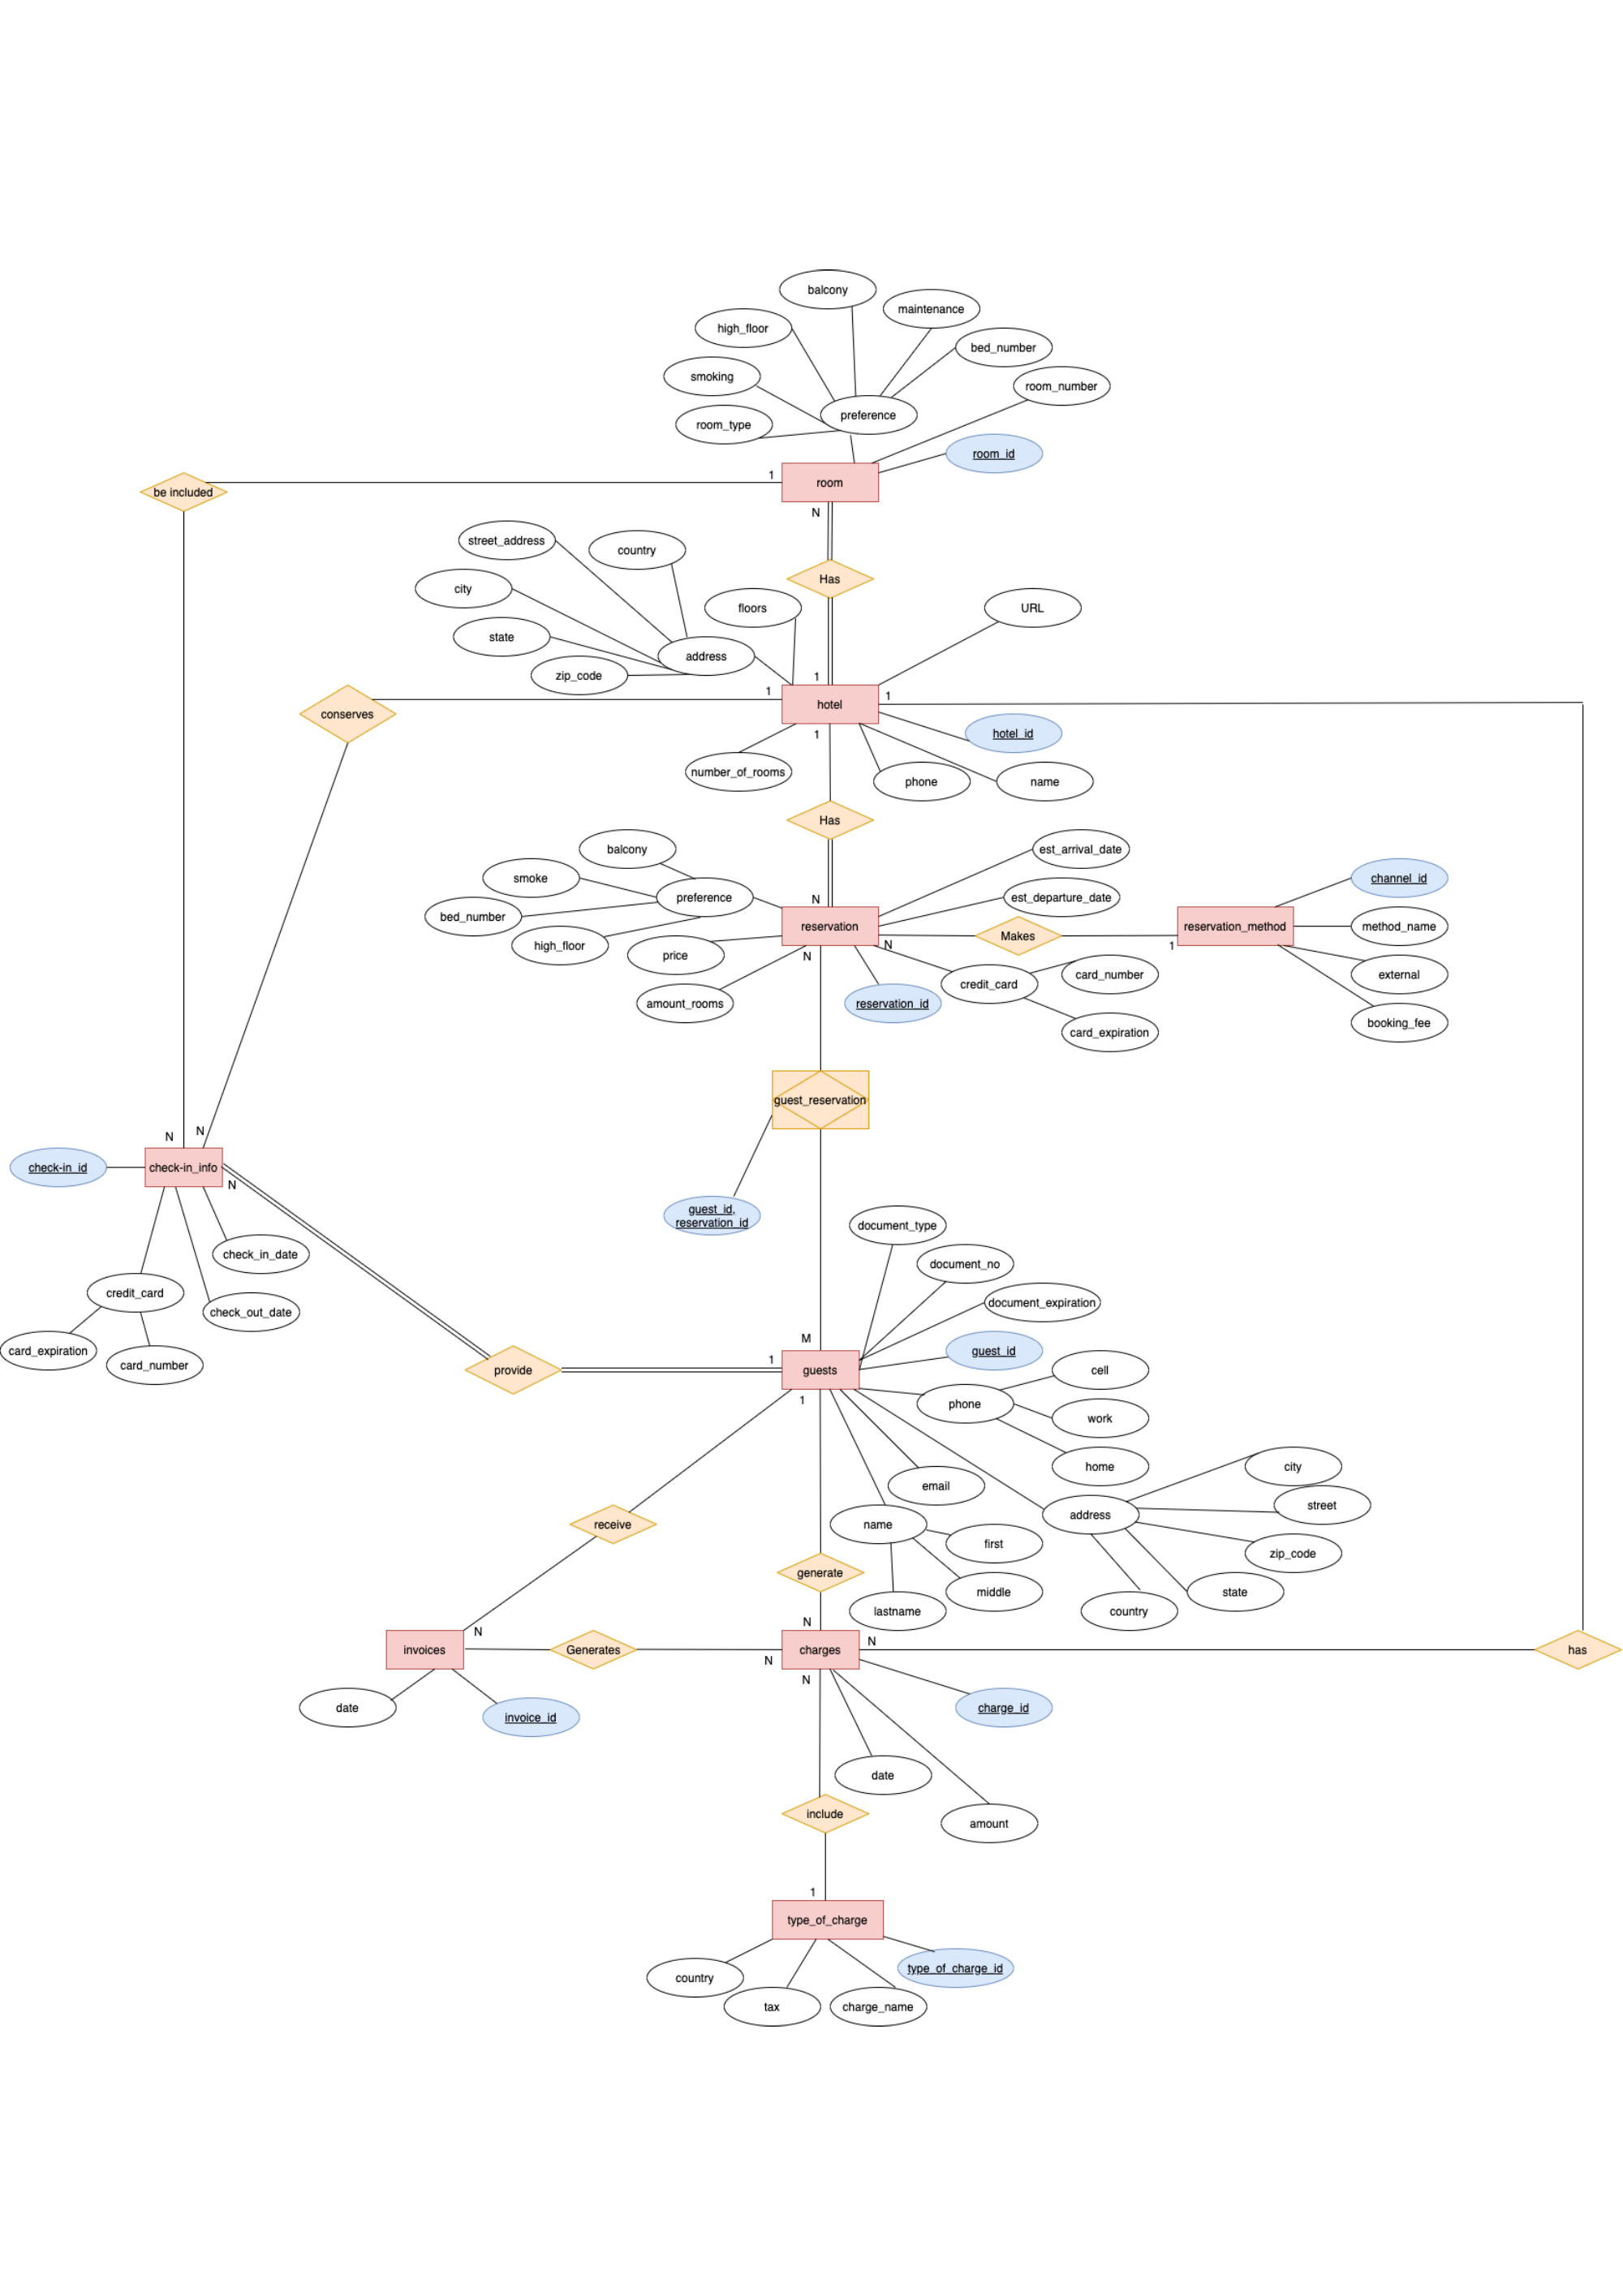 balcony
maintenance
high_floor
bed_number
smoking
room_number
preference
room_type
room_id
1
room
be included
N
street_address
country
Has
city
floors
URL
state
address
zip_code
1
1
1
hotel
conserves
1
hotel_id
number_of_rooms
phone
name
Has
balcony
est_arrival_date
smoke
channel_id
preference
est_departure_date
N
bed_number
reservation
Makes
reservation_method
method_name
high_floor
N
1
price
N
card_number
external
credit_card
amount_rooms
reservation_id
booking_fee
card_expiration
guest_reservation
N
N
check-in_id
check-in_info
N
guest_id,
reservation_id
document_type
check_in_date
document_no
credit_card
document_expiration
check_out_date
M
card_expiration
guest_id
1
card_number
provide
guests
cell
1
phone
work
home
city
email
street
address
receive
name
first
zip_code
generate
middle
state
lastname
country
N
N
N
invoices
Generates
charges
has
N
N
date
charge_id
invoice_id
date
include
amount
1
type_of_charge
type_of_charge_id
country
tax
charge_name